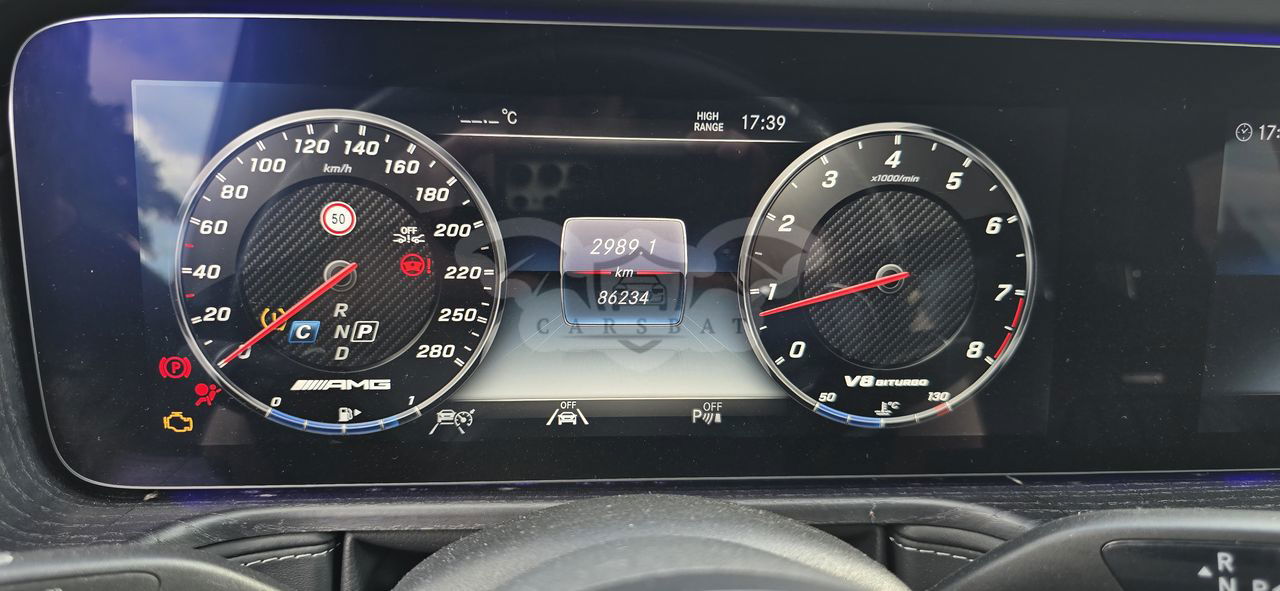 --.-°C
HIGH
RANGE
17:39
17:
0
20
40
60
80
100
120
140
160
180
200
220
250
280
km/h
50
OFF
R
N
D
C
P
AMG
0
1
2989.1
km
86234
CARSBAT
0
1
2
3
4
5
6
7
8
x1000/min
V8 BITURBO
50
°C
130
P
OFF
P OFF
R
N
P